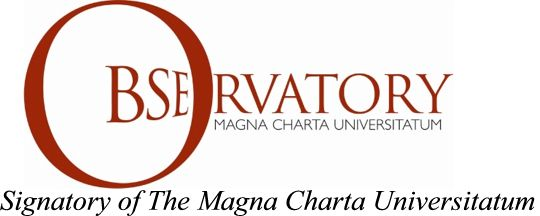 OBSERVATORY
MAGNA CHARTA UNIVERSITATUM
Signatory of The Magna Charta Universitatum